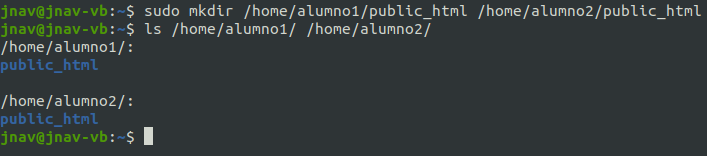 jnav@jnav-vb:~$ sudo mkdir /home/alumno1/public_html /home/alumno2/public_html
jnav@jnav-vb:~$ ls /home/alumno1/ /home/alumno2/
/home/alumno1/:
public_html

/home/alumno2/:
public_html
jnav@jnav-vb:~$